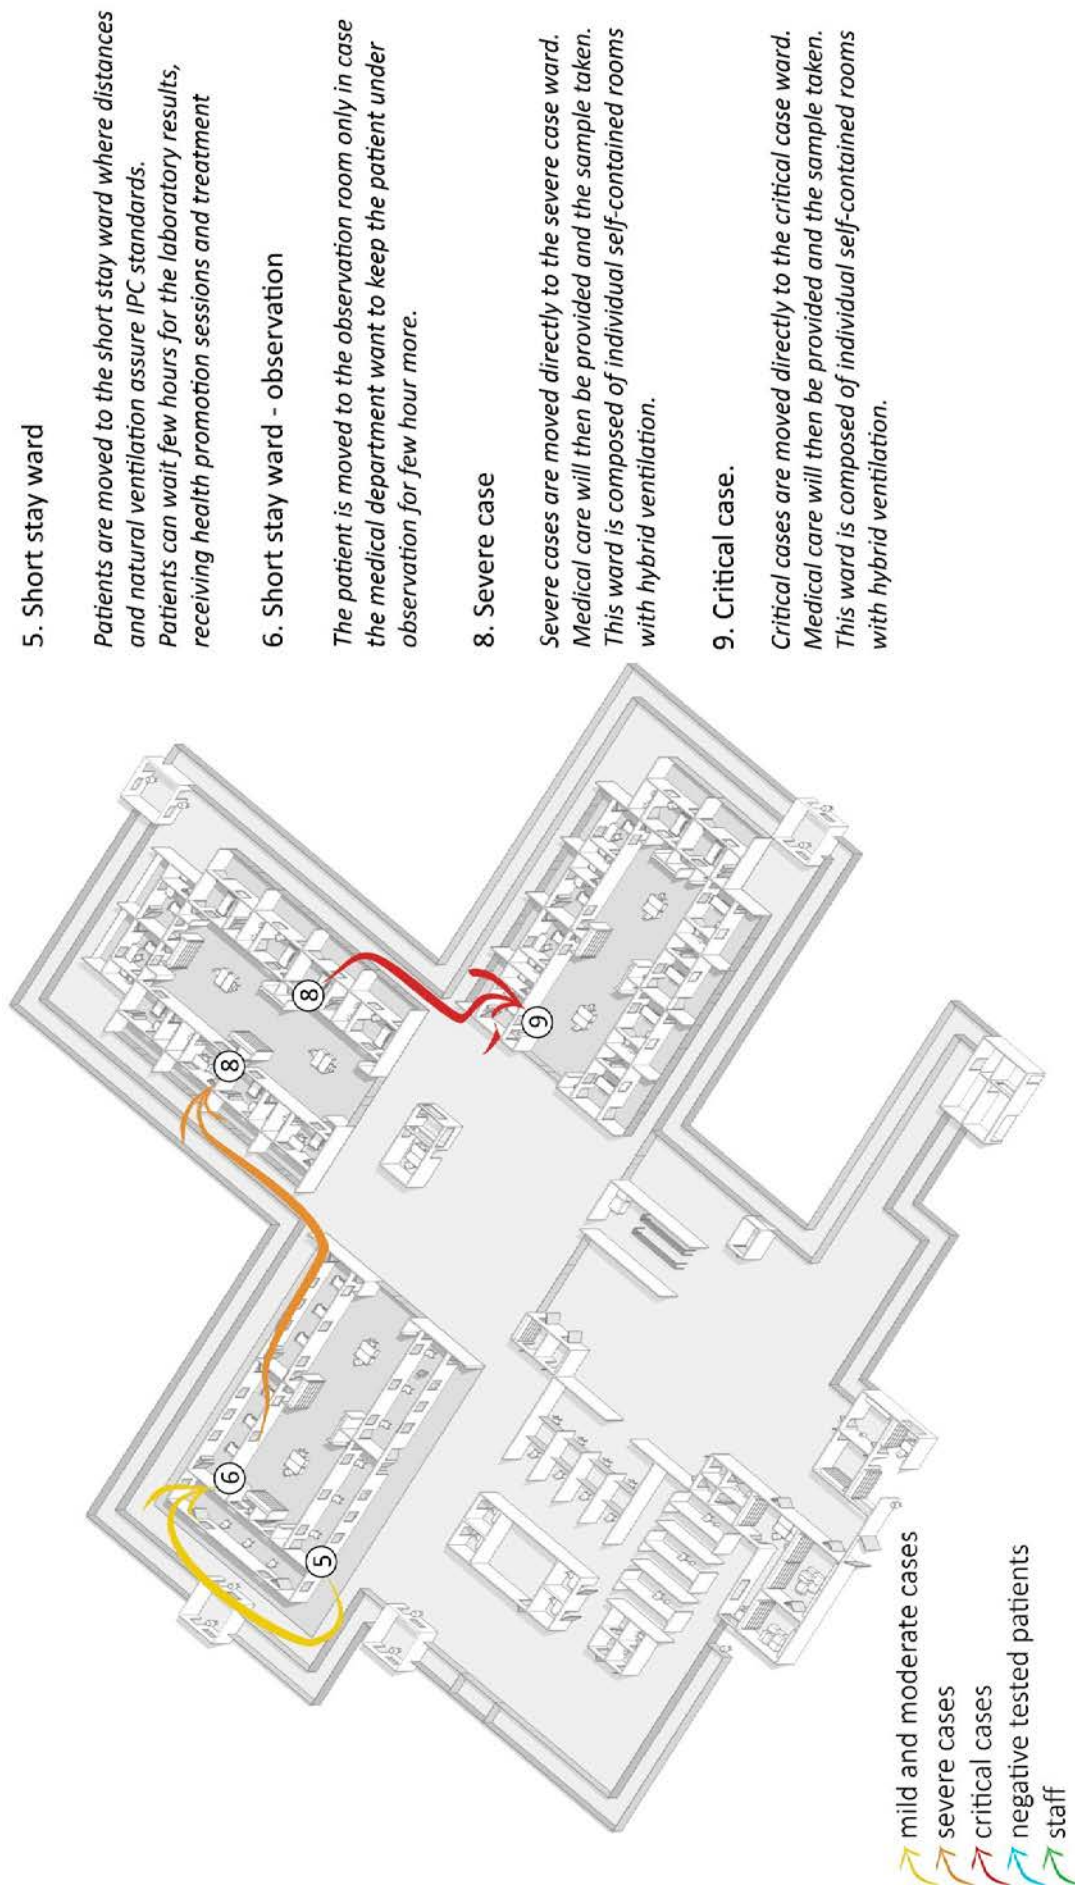 5. Short stay ward
Patients are moved to the short stay ward where distances
and natural ventilation assure IPC standards.
Patients can wait few hours for the laboratory results,
receiving health promotion sessions and treatment
6. Short stay ward - observation
The patient is moved to the observation room only in case
the medical department want to keep the patient under
observation for few hour more.
8. Severe case
Severe cases are moved directly to the severe case ward.
Medical care will then be provided and the sample taken.
This ward is composed of individual self-contained rooms
with hybrid ventilation.
9. Critical case.
Critical cases are moved directly to the critical case ward.
Medical care will then be provided and the sample taken.
This ward is composed of individual self-contained rooms
with hybrid ventilation.
5
6
8
8
9
mild and moderate cases
severe cases
critical cases
negative tested patients
staff